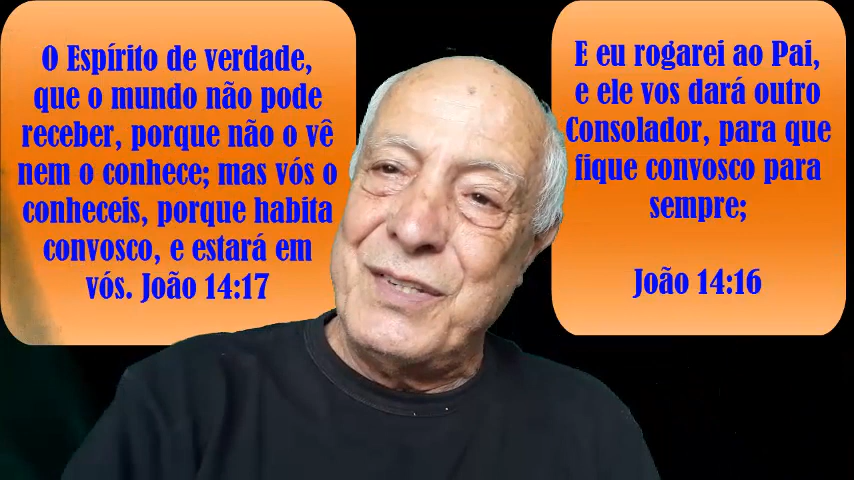 O Espírito de verdade,
que o mundo não pode
receber, porque não o vê
nem o conhece; mas vós o
conheceis, porque habita
convosco, e estará em
vós. João 14:17
E eu rogarei ao Pai,
e ele vos dará outro
Consolador, para que
fique convosco para
sempre;
João 14:16